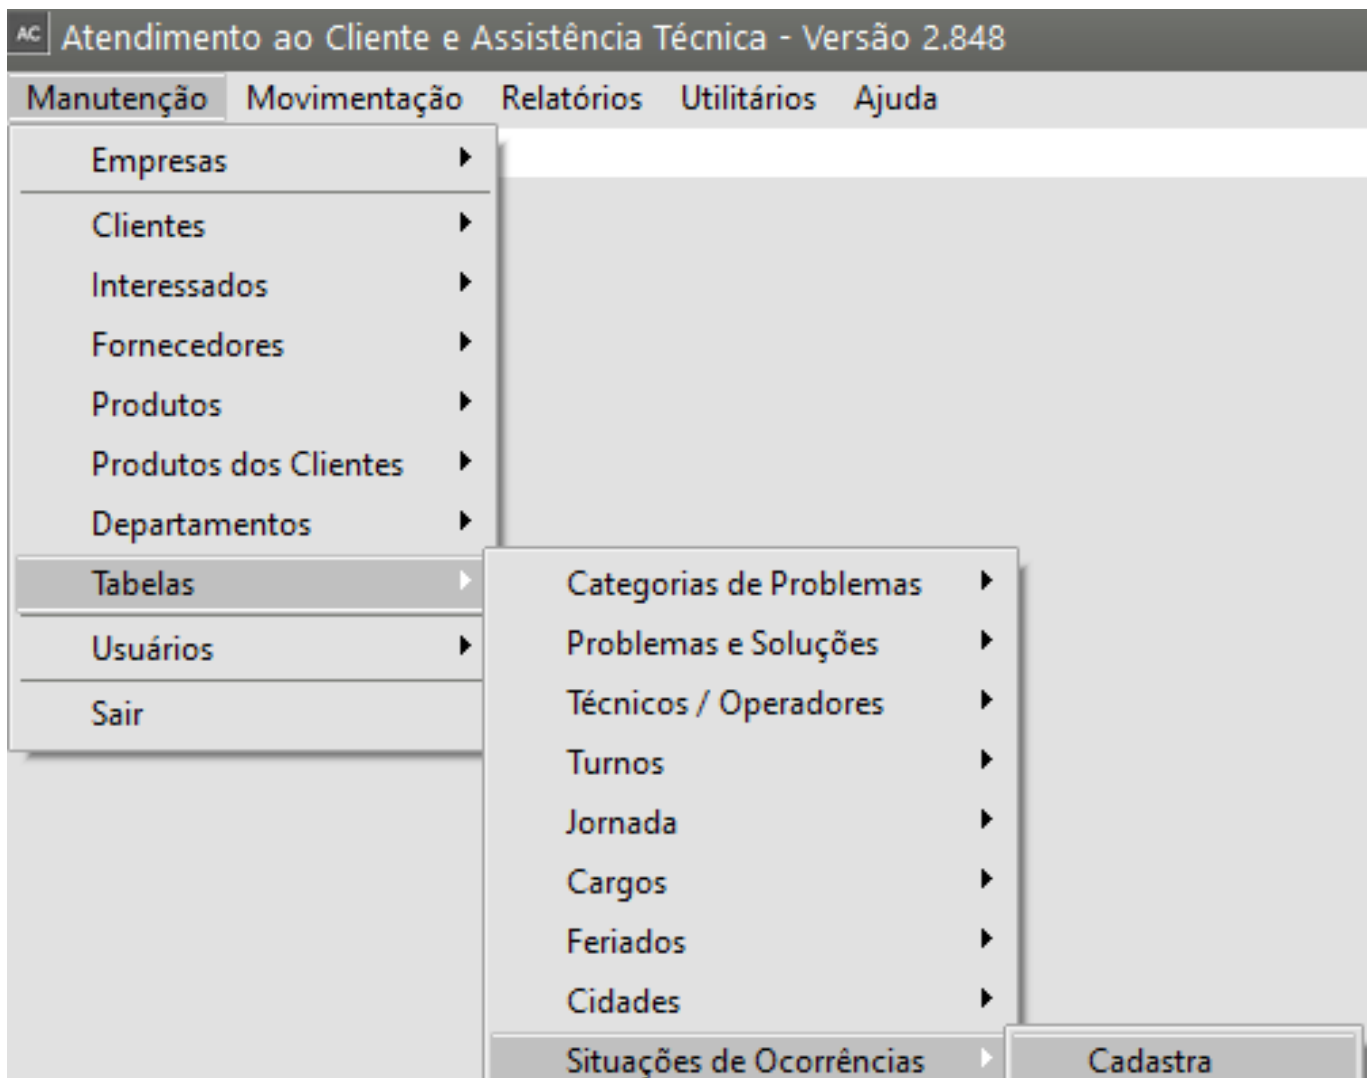 AC Atendimento ao Cliente e Assistência Técnica - Versão 2.848
Manutenção Movimentação Relatórios Utilitários Ajuda
Empresas
Clientes
Interessados
Fornecedores
Produtos
Produtos dos Clientes
Departamentos
Tabelas
Usuários
Sair
Categorias de Problemas
Problemas e Soluções
Técnicos / Operadores
Turnos
Jornada
Cargos
Feriados
Cidades
Situações de Ocorrências
Cadastra